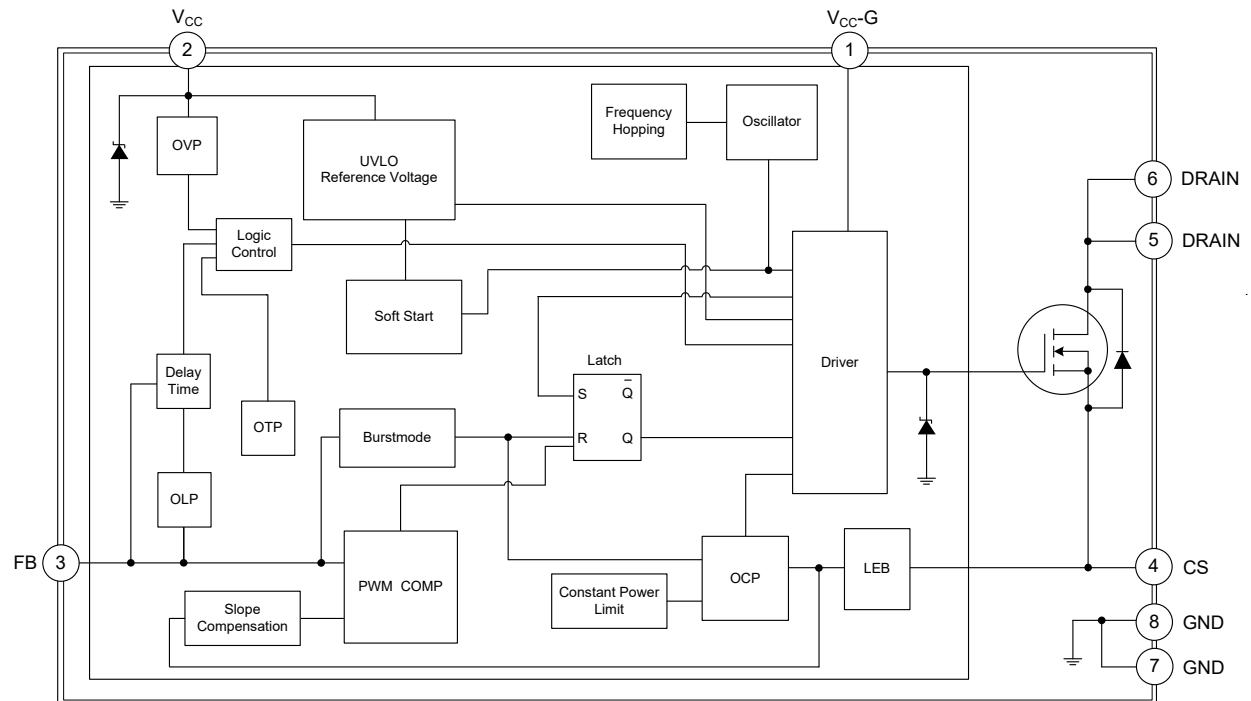 VCC
VCC-G
2
1
Frequency
Hopping
Oscillator
OVP
UVLO
Reference Voltage
6
DRAIN
5
DRAIN
Logic
Control
Soft Start
Delay
Time
OTP
Latch
S
Q
R
Q
Driver
Burstmode
OLP
FB
3
PWM COMP
OCP
LEB
4
CS
Constant Power
Limit
Slope
Compensation
8
GND
7
GND